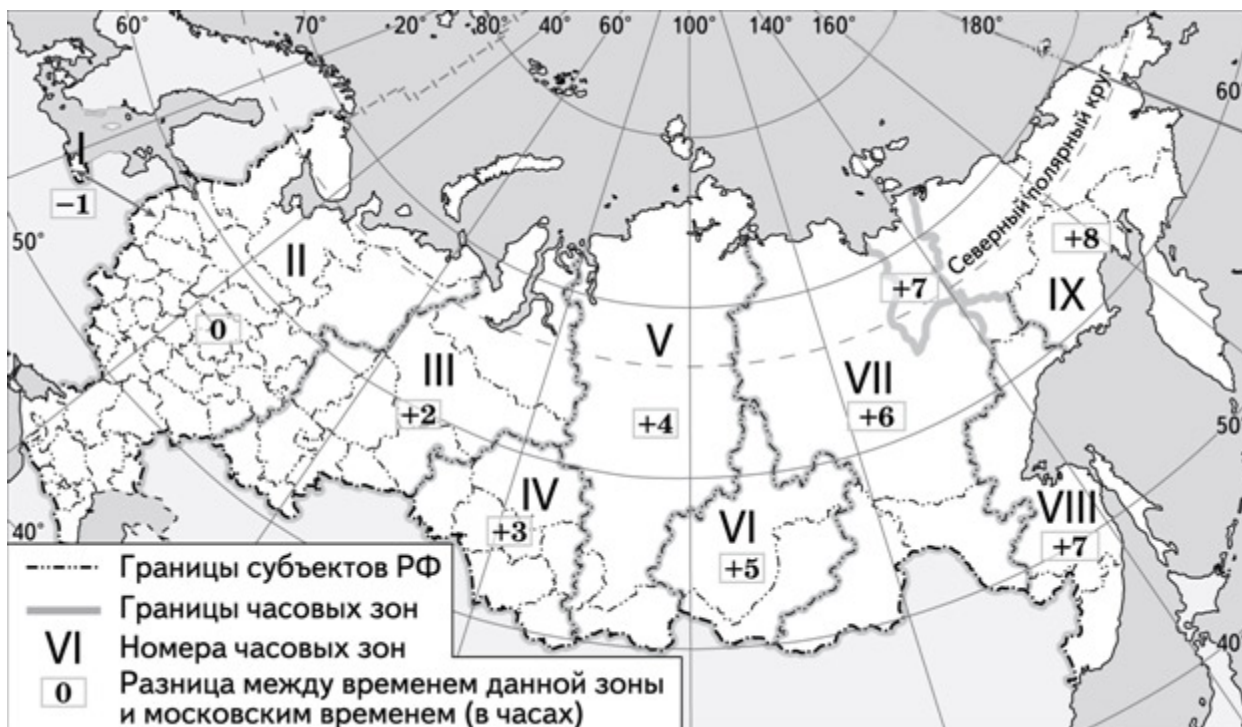 60° 70° 20° 80° 40° 60 100° 140° 160° 180°
60°
Северный полярный круг
I
−1
50°
II
0
+7
+8
IX
III
+2
V
+4
VII
+6
50°
IV
+3
VI
+5
VIII
+7
40°
40°
Границы субъектов РФ
Границы часовых зон
VI Номера часовых зон
0 Разница между временем данной зоны
и московским временем (в часах)